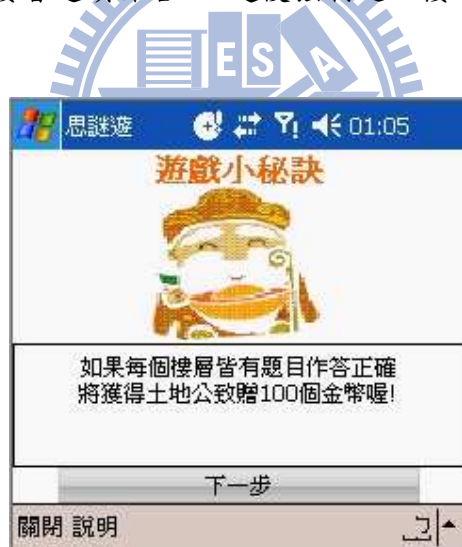 ESA
思謎遊 01:05
遊戲小秘訣
如果每個樓層皆有題目作答正確
將獲得土地公致贈100個金幣喔!
下一步
關閉 說明